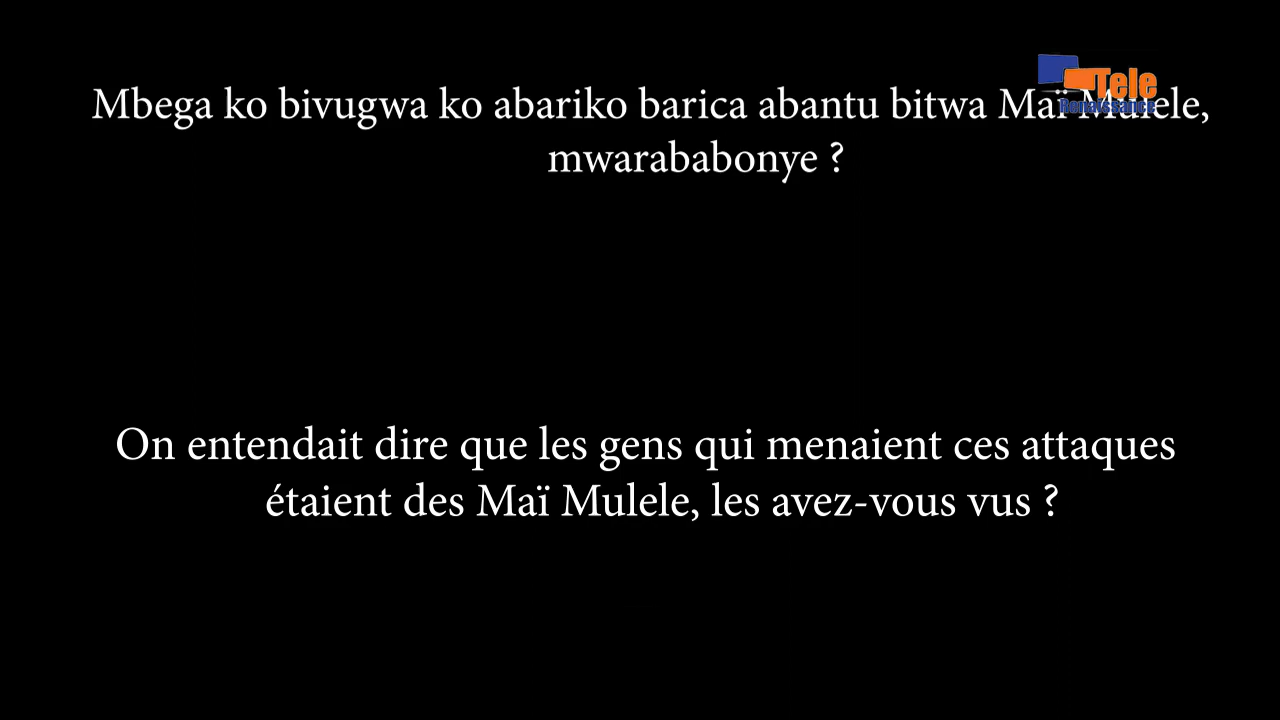 Mbega ko bivugwa ko abariko barica abantu bitwa Maï Mulele,
mwarababonye ?
Tele
Renaissance
On entendait dire que les gens qui menaient ces attaques
étaient des Maï Mulele, les avez-vous vus ?